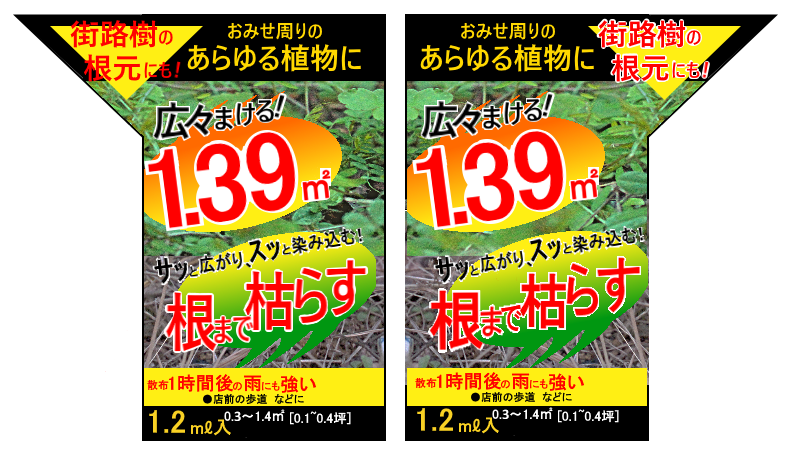 街路樹の
根元にも!
おみせ周りの
あらゆる植物に
広々まける!
1.39㎡
サッと広がり、スッと染み込む!
根まで枯らす
散布1時間後の雨にも強い
●店前の歩道 などに
1.2mℓ入
0.3～1.4㎡ [0.1~0.4坪]
おみせ周りの
あらゆる植物に
街路樹の
根元にも!
広々まける!
1.39㎡
サッと広がり、スッと染み込む!
根まで枯らす
散布1時間後の雨にも強い
●店前の歩道 などに
1.2mℓ入
0.3～1.4㎡ [0.1~0.4坪]